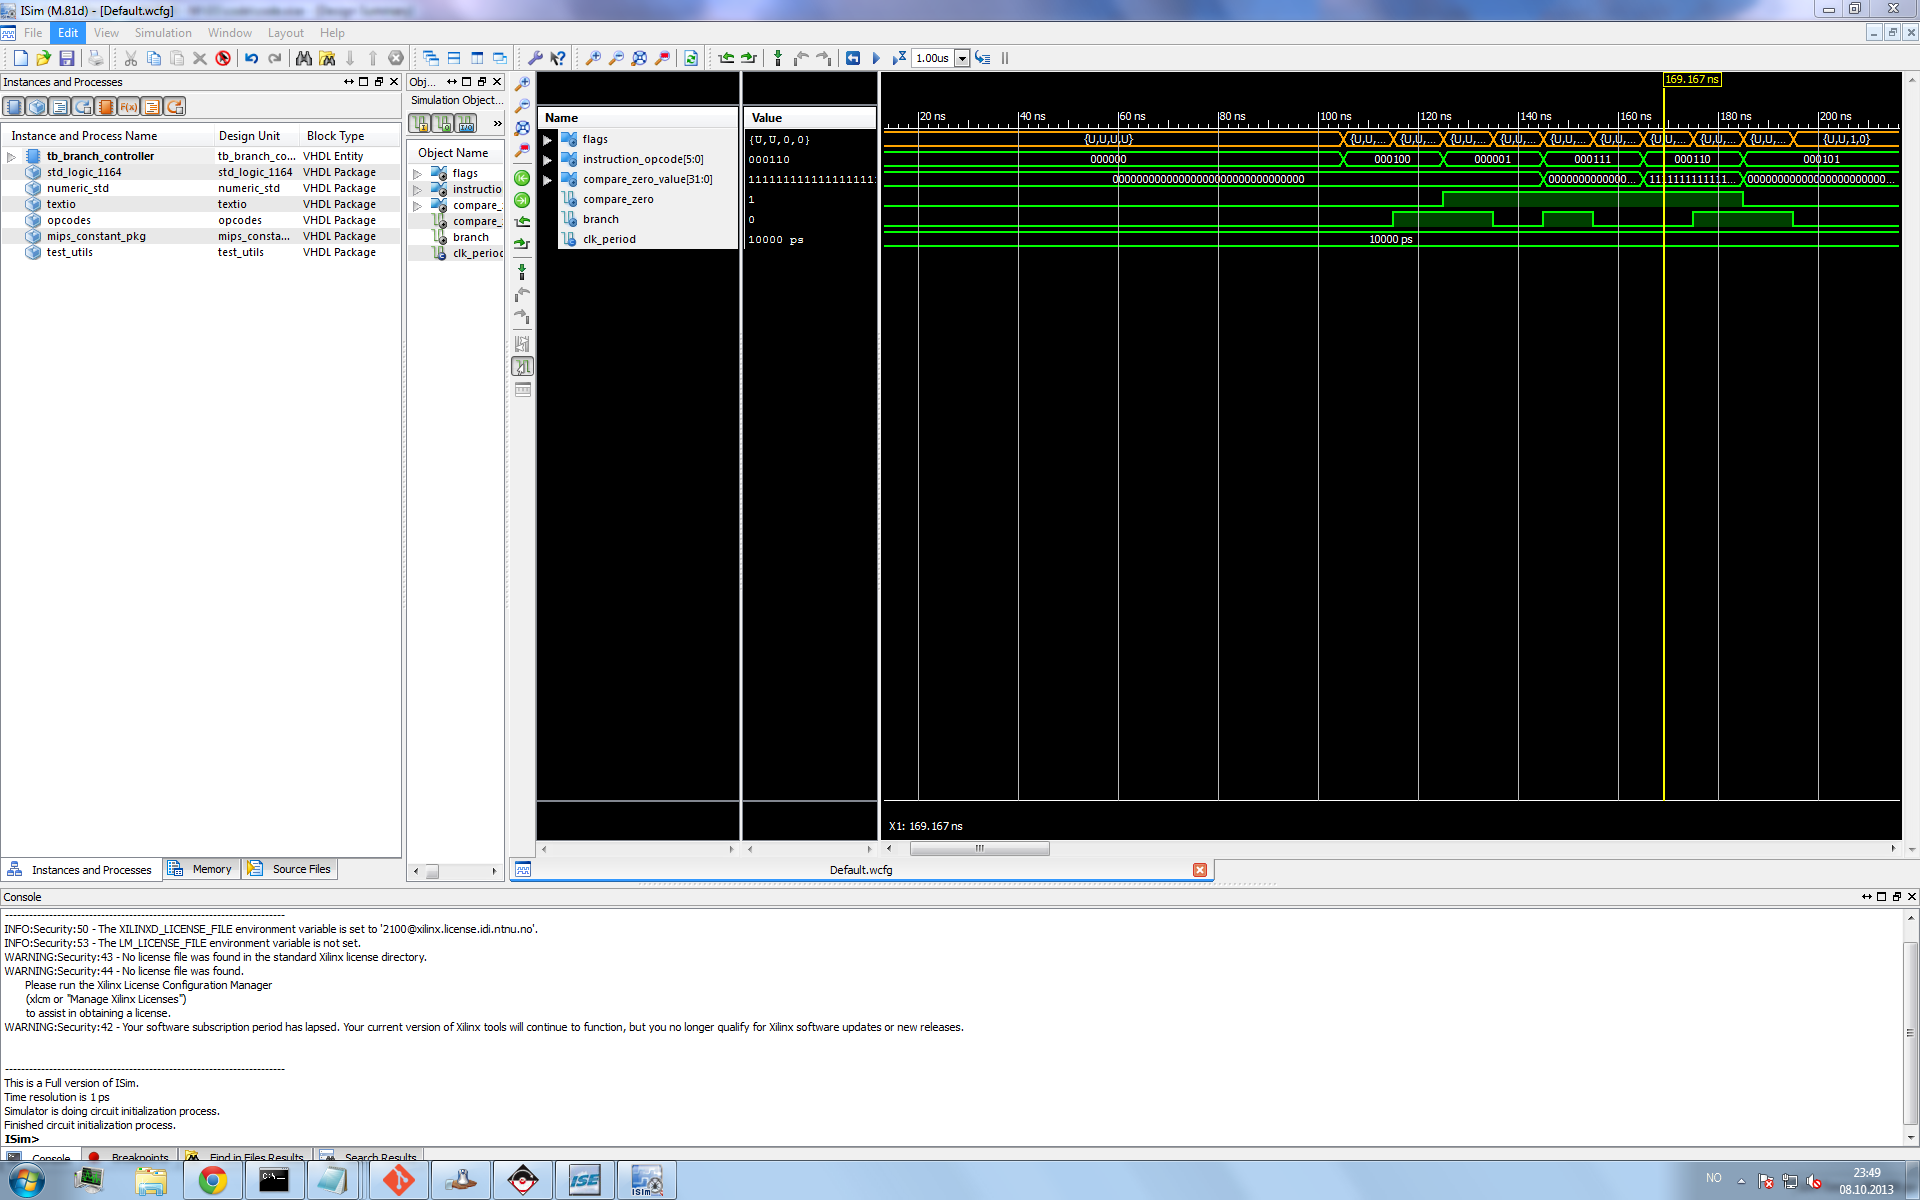 ISim (M.81d) - [Default.wcfg]
File Edit View Simulation Window Layout Help
1.00us
Instances and Processes
Instance and Process Name Design Unit Block Type
tb_branch_controller tb_branch_co... VHDL Entity
std_logic_1164 std_logic_1164 VHDL Package
numeric_std numeric_std VHDL Package
textio textio VHDL Package
opcodes opcodes VHDL Package
mips_constant_pkg mips_consta... VHDL Package
test_utils test_utils VHDL Package
Instances and Processes Memory Source Files
Obj...
Simulation Object...
»
Object Name
flags
instructio
compare_
compare_
branch
clk_period
Name Value
flags {U,U,0,0}
instruction_opcode[5:0] 000110
compare_zero_value[31:0]
compare_zero 1
branch 0
clk_period 10000 ps
169.167 ns
20 ns 40 ns 60 ns 80 ns 100 ns 120 ns 140 ns 160 ns 180 ns 200 ns
{U,U,U,U} {U,U,... {U,U,... {U,U,... {U,U,... {U,U,... {U,U,... {U,U,... {U,U,... {U,U,... {U,U,1,0}
000000 000100 000001 000111 000110 000101
00000000000000000000000000000000
10000 ps
X1: 169.167 ns
Default.wcfg
Console
INFO:Security:50 - The XILINXD_LICENSE_FILE environment variable is set to '2100@xilinx.license.idi.ntnu.no'.
INFO:Security:53 - The LM_LICENSE_FILE environment variable is not set.
WARNING:Security:43 - No license file was found in the standard Xilinx license directory.
WARNING:Security:44 - No license file was found.
Please run the Xilinx License Configuration Manager
(xlcm or "Manage Xilinx Licenses")
to assist in obtaining a license.
WARNING:Security:42 - Your software subscription period has lapsed. Your current version of Xilinx tools will continue to function, but you no longer qualify for Xilinx software updates or new releases.
This is a Full version of ISim.
Time resolution is 1 ps
Simulator is doing circuit initialization process.
Finished circuit initialization process.
ISim>
Console Breakpoints Find in Files Results Search Results
C:\. ISE ISim NO 23:49
08.10.2013